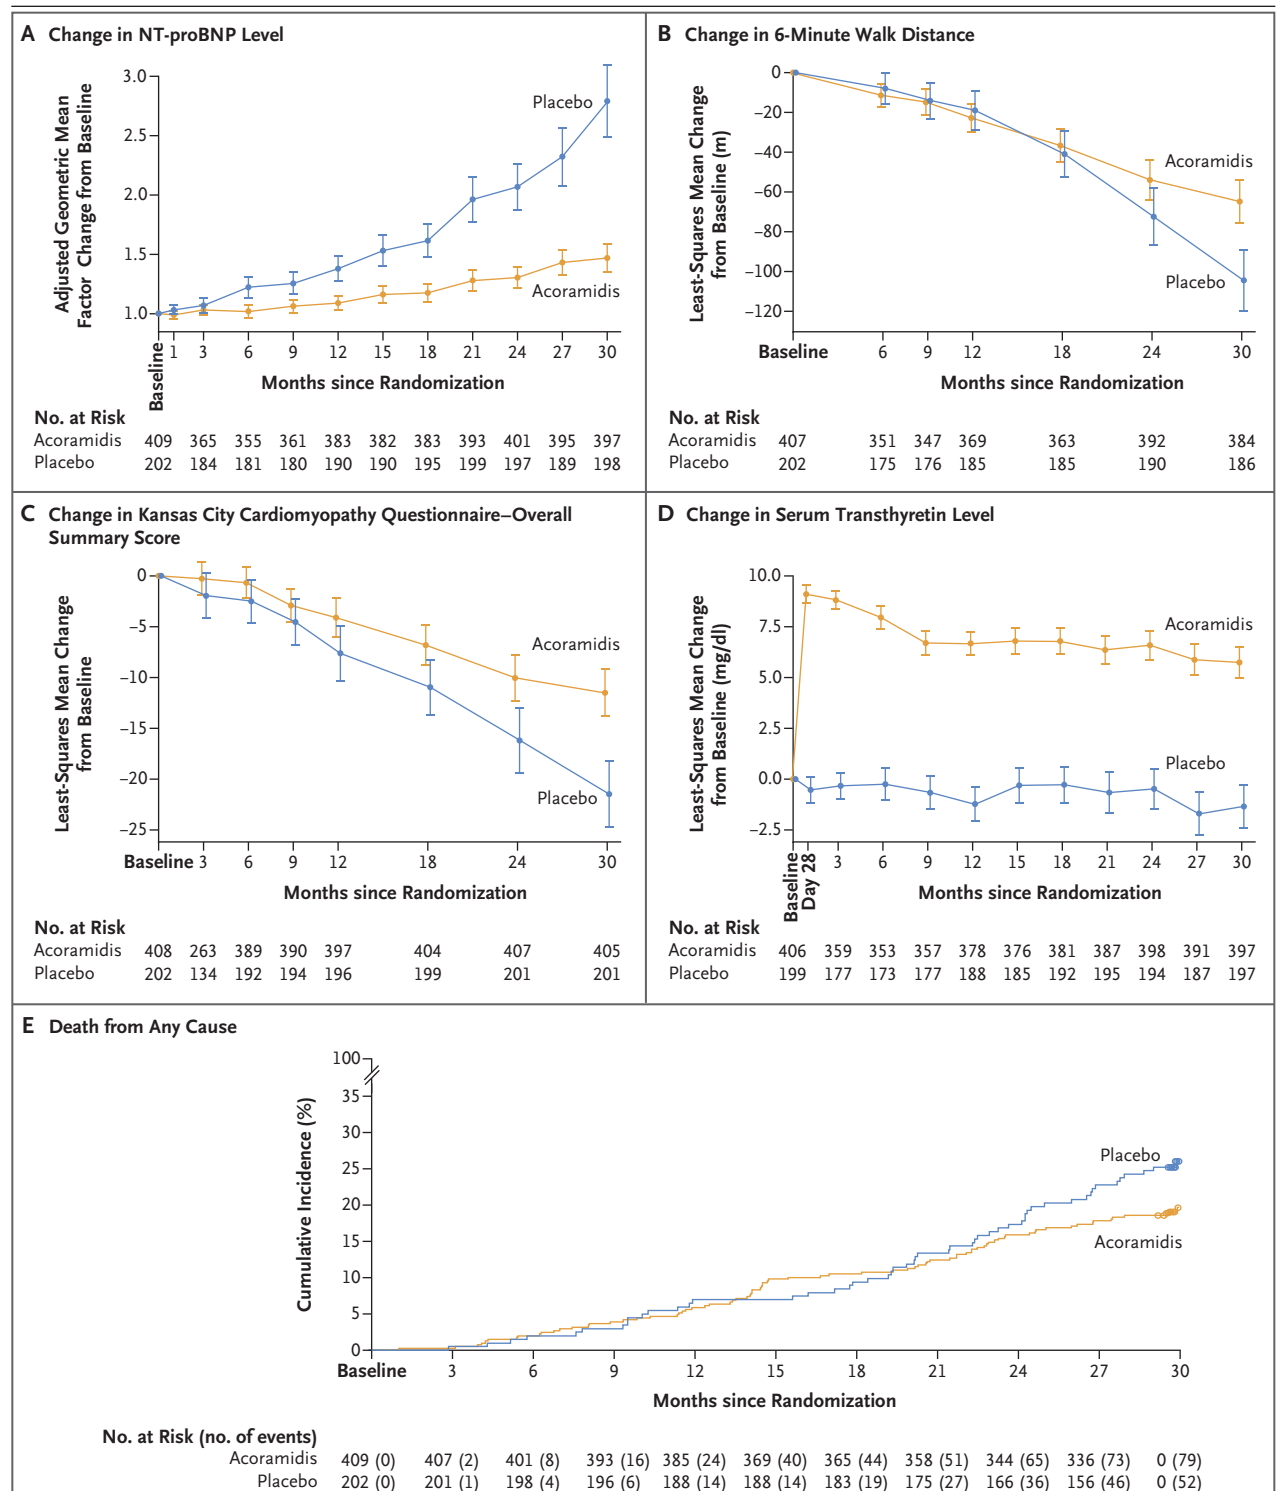 A Change in NT-proBNP Level
Adjusted Geometric Mean
Factor Change from Baseline
3.0
2.5
2.0
1.5
1.0
Placebo
Acoramidis
Baseline 1 3 6 9 12 15 18 21 24 27 30
Months since Randomization
No. at Risk
Acoramidis 409 365 355 361 383 382 383 393 401 395 397
Placebo 202 184 181 180 190 190 195 199 197 189 198
B Change in 6-Minute Walk Distance
Least-Squares Mean Change
from Baseline (m)
0
−20
−40
−60
−80
−100
−120
Acoramidis
Placebo
Baseline 6 9 12 18 24 30
Months since Randomization
No. at Risk
Acoramidis 407 351 347 369 363 392 384
Placebo 202 175 176 185 185 190 186
C Change in Kansas City Cardiomyopathy Questionnaire–Overall
Summary Score
Least-Squares Mean Change
from Baseline
0
−5
−10
−15
−20
−25
Acoramidis
Placebo
Baseline 3 6 9 12 18 24 30
Months since Randomization
No. at Risk
Acoramidis 408 263 389 390 397 404 407 405
Placebo 202 134 192 194 196 199 201 201
D Change in Serum Transthyretin Level
Least-Squares Mean Change
from Baseline (mg/dl)
10.0
7.5
5.0
2.5
0.0
−2.5
Acoramidis
Placebo
Baseline Day 28 3 6 9 12 15 18 21 24 27 30
Months since Randomization
No. at Risk
Acoramidis 406 359 353 357 378 376 381 387 398 391 397
Placebo 199 177 173 177 188 185 192 195 194 187 197
E Death from Any Cause
Cumulative Incidence (%)
100
35
30
25
20
15
10
5
0
Placebo
Acoramidis
Baseline 3 6 9 12 15 18 21 24 27 30
Months since Randomization
No. at Risk (no. of events)
Acoramidis 409 (0) 407 (2) 401 (8) 393 (16) 385 (24) 369 (40) 365 (44) 358 (51) 344 (65) 336 (73) 0 (79)
Placebo 202 (0) 201 (1) 198 (4) 196 (6) 188 (14) 188 (14) 183 (19) 175 (27) 166 (36) 156 (46) 0 (52)